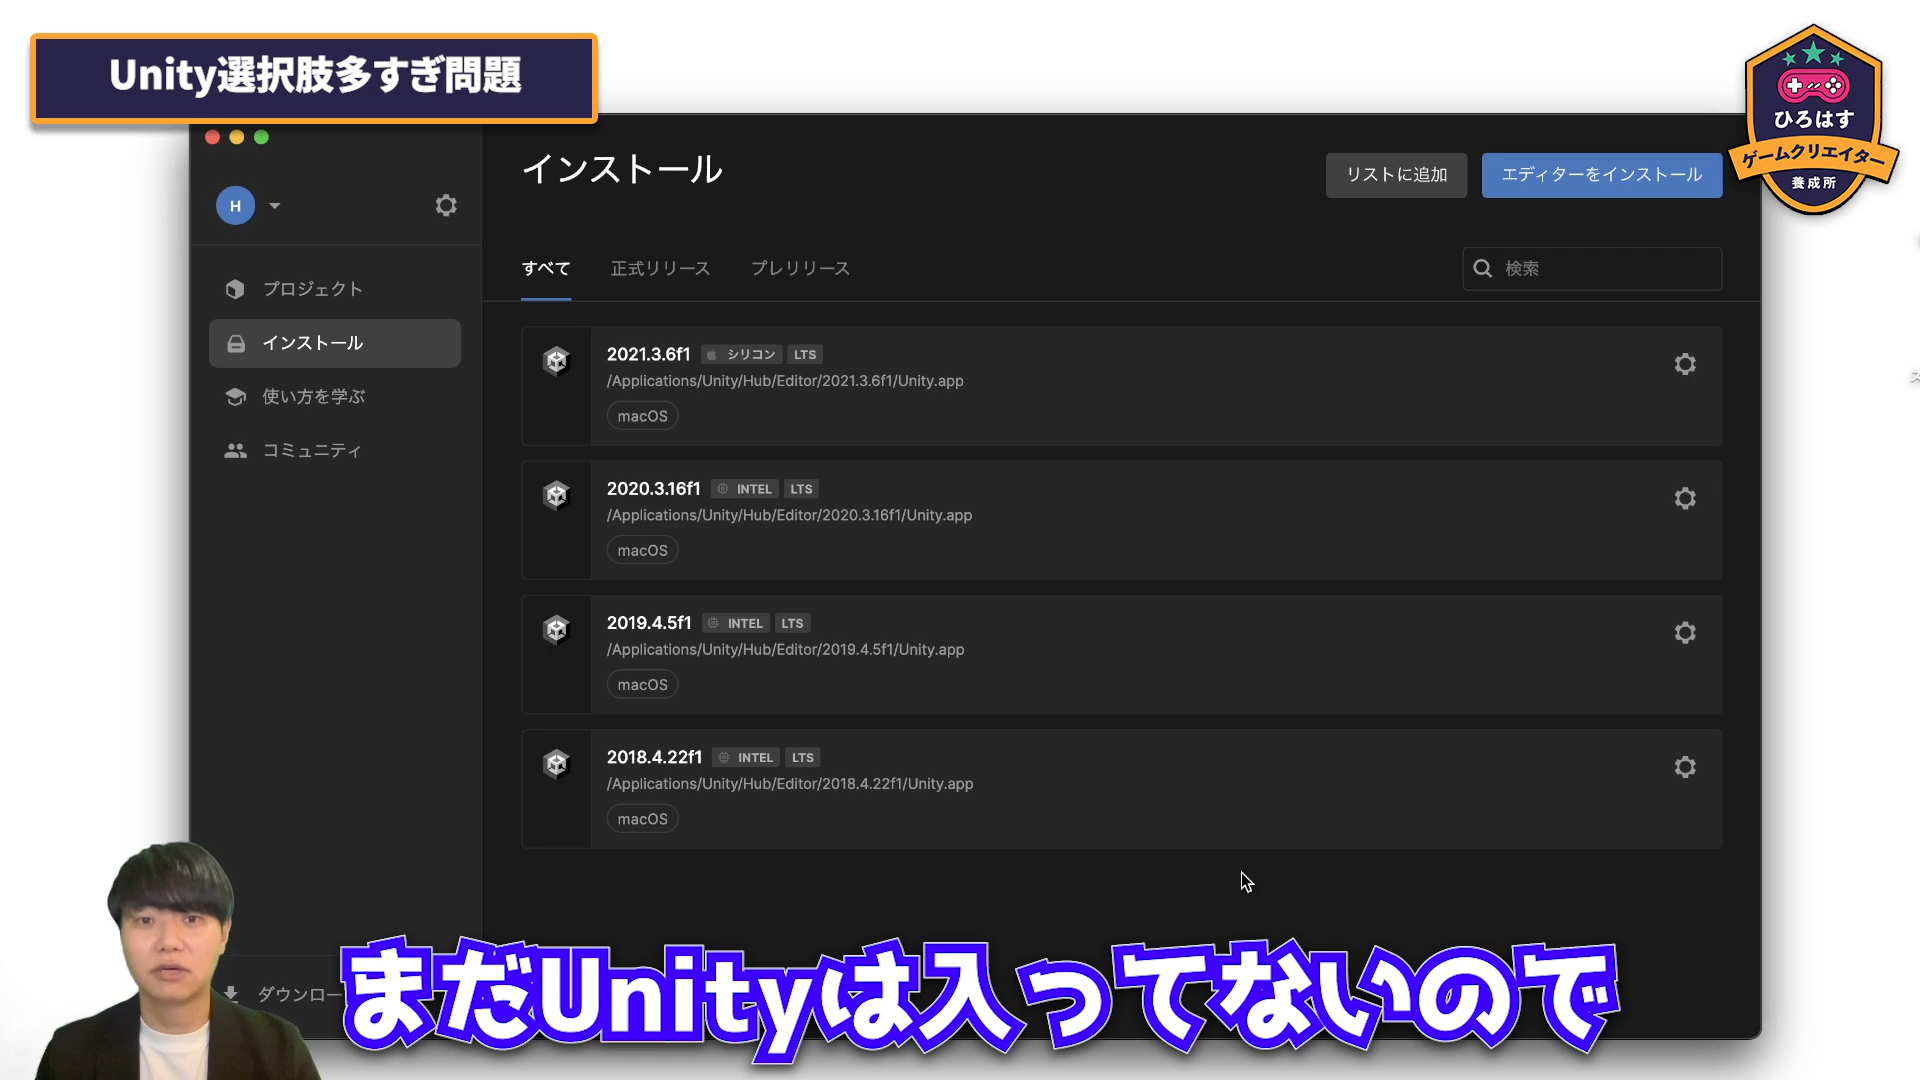 Unity選択肢多すぎ問題
ひろはす
ゲームクリエイター
養成所
H
プロジェクト
インストール
使い方を学ぶ
コミュニティ
インストール
リストに追加
エディターをインストール
すべて
正式リリース
プレリリース
検索
2021.3.6f1 シリコン LTS
/Applications/Unity/Hub/Editor/2021.3.6f1/Unity.app
macOS
2020.3.16f1 INTEL LTS
/Applications/Unity/Hub/Editor/2020.3.16f1/Unity.app
macOS
2019.4.5f1 INTEL LTS
/Applications/Unity/Hub/Editor/2019.4.5f1/Unity.app
macOS
2018.4.22f1 INTEL LTS
/Applications/Unity/Hub/Editor/2018.4.22f1/Unity.app
macOS
ダウンロー
まだUnityは入ってないので